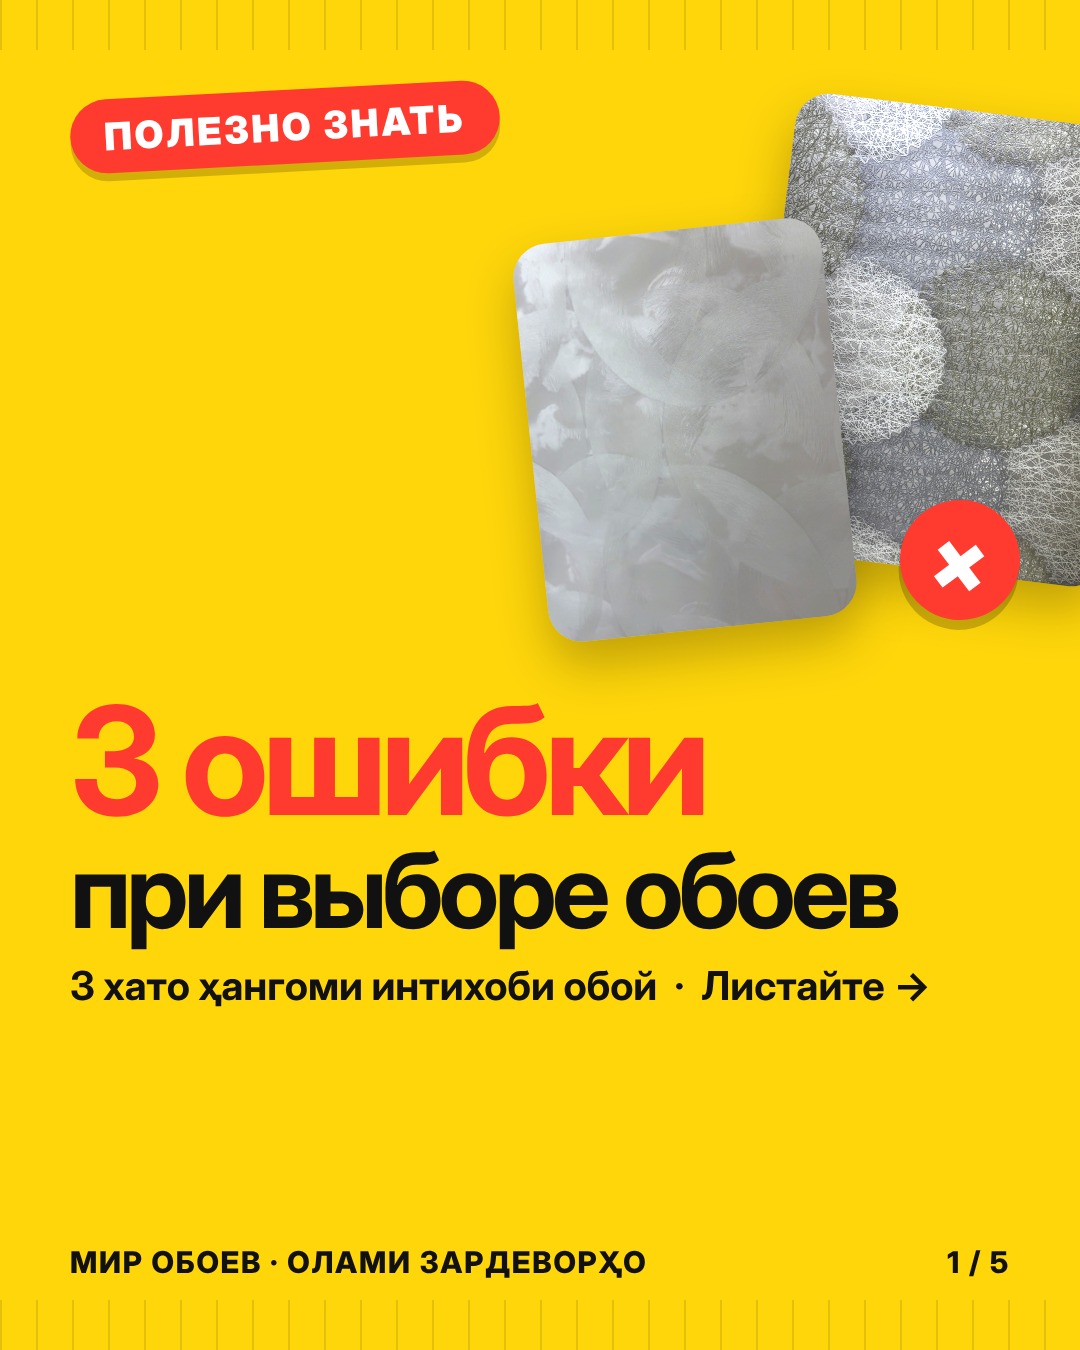 ПОЛЕЗНО ЗНАТЬ
3 ошибки
при выборе обоев
3 хато ҳангоми интихоби обой · Листайте →
МИР ОБОЕВ · ОЛАМИ ЗАРДЕВОРҲО
1 / 5